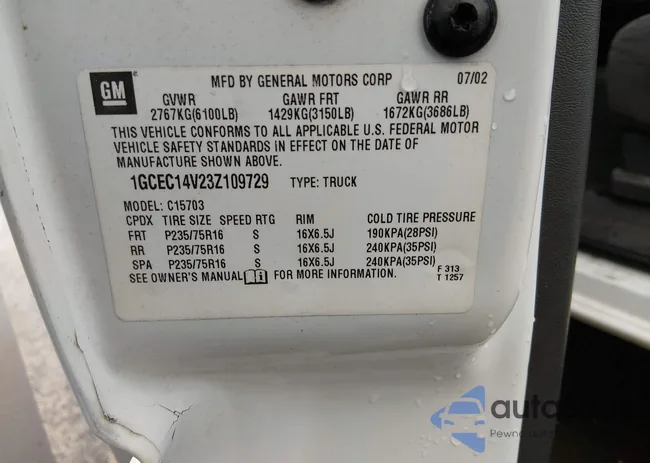 GM MFD BY GENERAL MOTORS CORP 07/02
GVWR GAWR FRT GAWR RR
2767KG(6100LB) 1429KG(3150LB) 1672KG(3686LB)
THIS VEHICLE CONFORMS TO ALL APPLICABLE U.S. FEDERAL MOTOR
VEHICLE SAFETY STANDARDS IN EFFECT ON THE DATE OF
MANUFACTURE SHOWN ABOVE.
1GCEC14V23Z109729 TYPE: TRUCK
MODEL: C15703
CPDX TIRE SIZE SPEED RTG RIM COLD TIRE PRESSURE
FRT P235/75R16 S 16X6.5J 190KPA(28PSI)
RR P235/75R16 S 16X6.5J 240KPA(35PSI)
SPA P235/75R16 S 16X6.5J 240KPA(35PSI)
SEE OWNER'S MANUAL FOR MORE INFORMATION.
F 313
T 1257